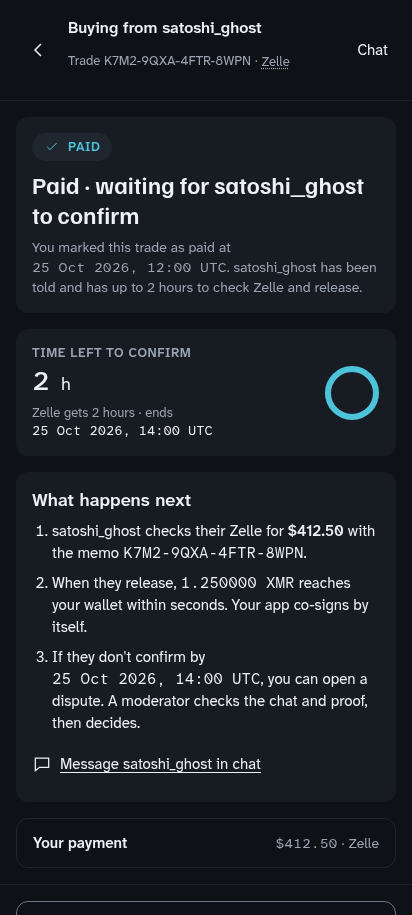 Buying from satoshi_ghost
Trade K7M2-9QXA-4FTR-8WPN · Zelle
Chat
PAID
Paid · waiting for satoshi_ghost
to confirm
You marked this trade as paid at
25 Oct 2026, 12:00 UTC. satoshi_ghost has been
told and has up to 2 hours to check Zelle and release.
TIME LEFT TO CONFIRM
2 h
Zelle gets 2 hours · ends
25 Oct 2026, 14:00 UTC
What happens next
1. satoshi_ghost checks their Zelle for $412.50 with
the memo K7M2-9QXA-4FTR-8WPN.
2. When they release, 1.250000 XMR reaches
your wallet within seconds. Your app co-signs by
itself.
3. If they don't confirm by
25 Oct 2026, 14:00 UTC, you can open a
dispute. A moderator checks the chat and proof,
then decides.
Message satoshi_ghost in chat
Your payment
$412.50 · Zelle